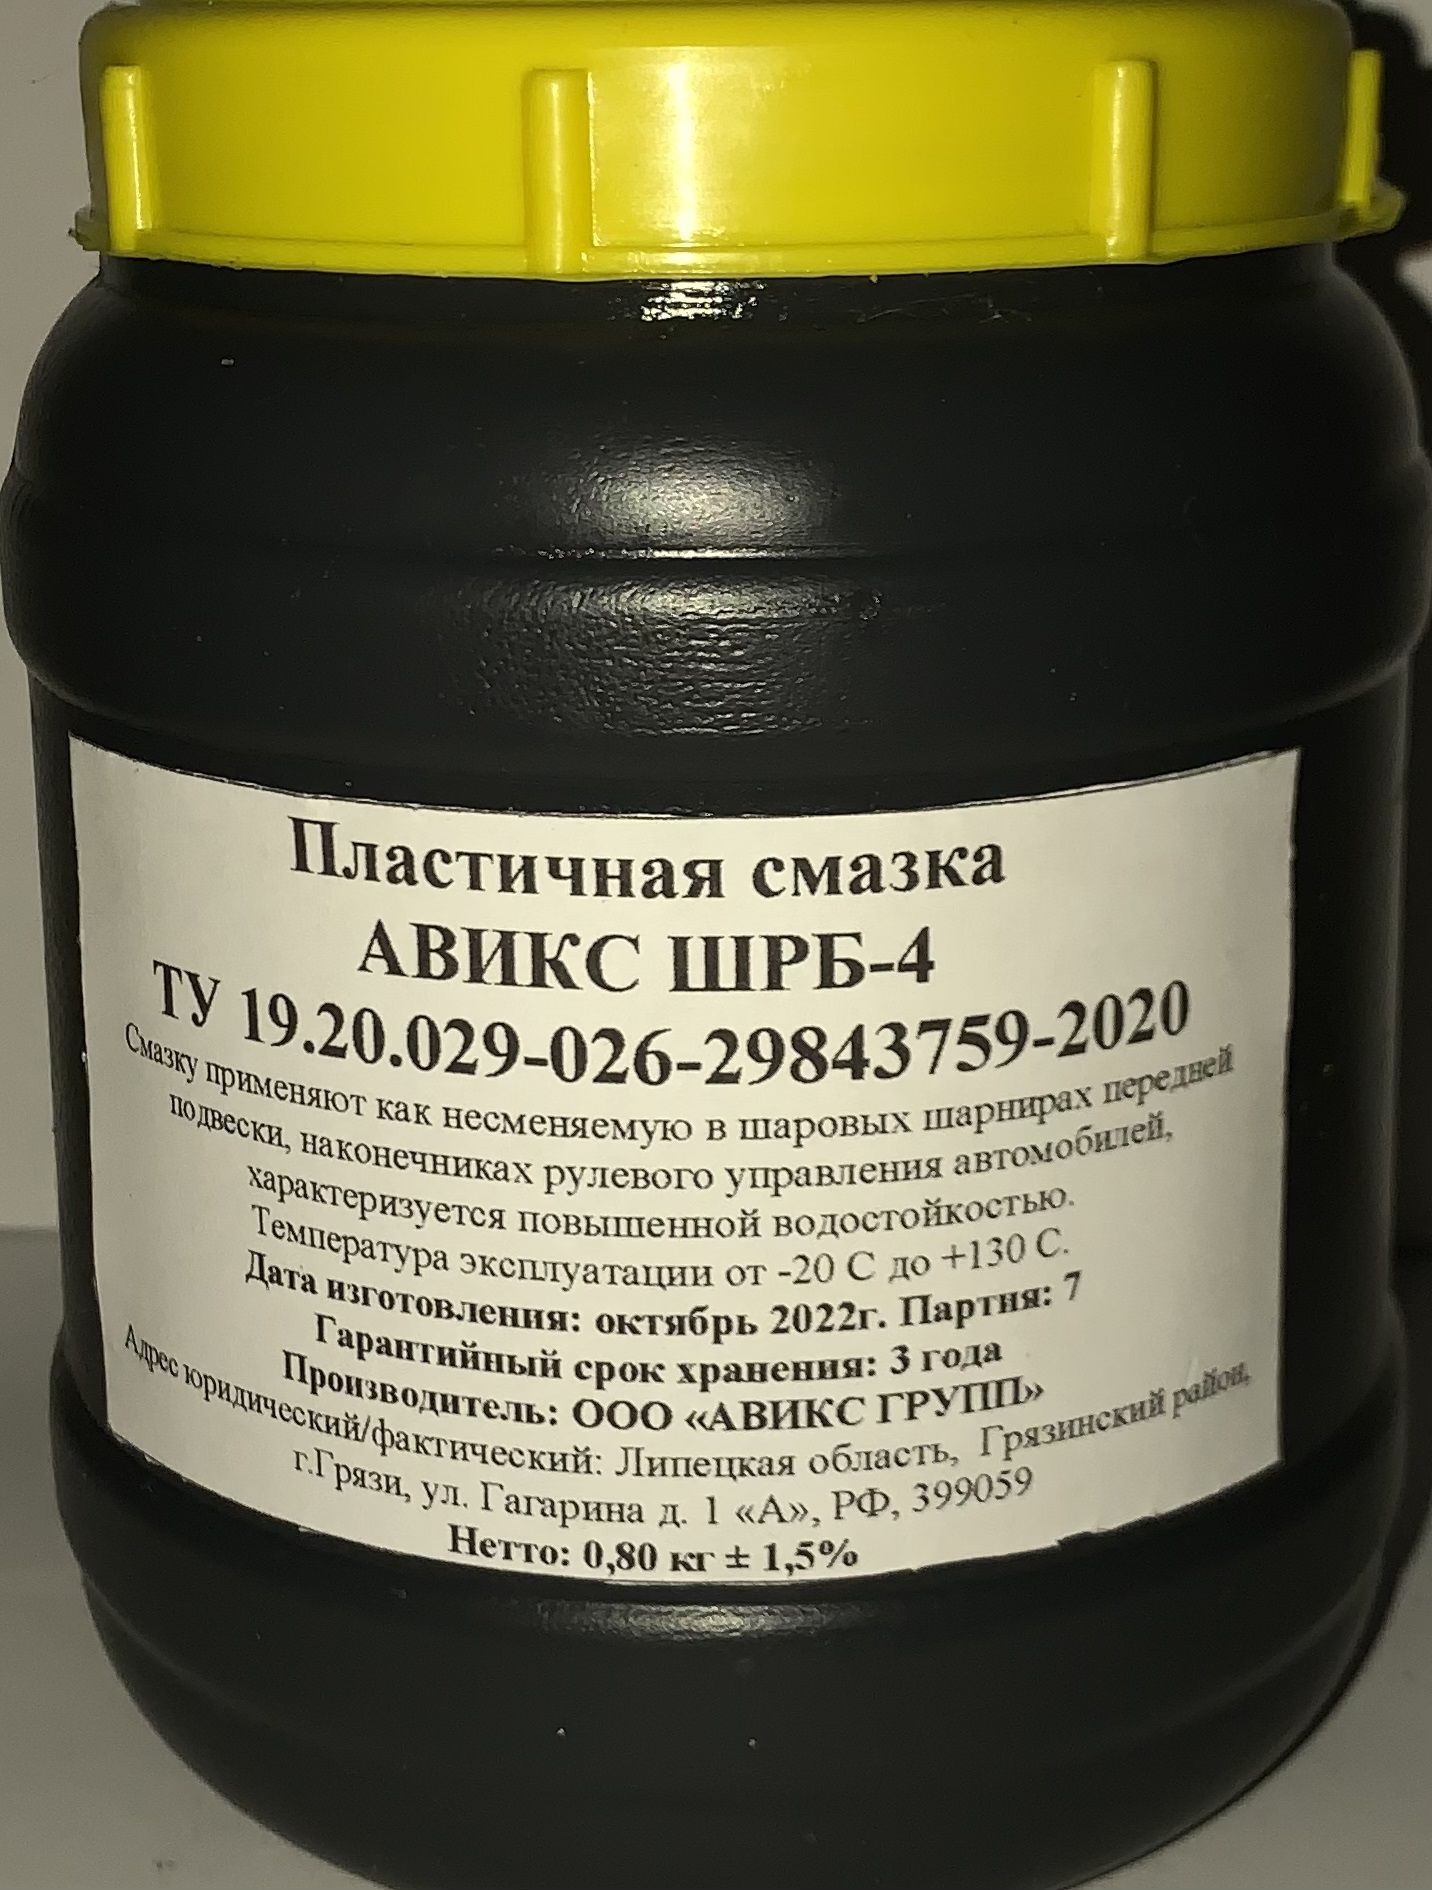 Пластичная смазка
АВИКС ШРБ-4
ТУ 19.20.029-026-29843759-2020
Смазку применяют как несменяемую в шаровых шарнирах передней
подвески, наконечниках рулевого управления автомобилей,
характеризуется повышенной водостойкостью.
Температура эксплуатации от -20 С до +130 С.
Дата изготовления: октябрь 2022г. Партия: 7
Гарантийный срок хранения: 3 года
Производитель: ООО «АВИКС ГРУПП»
Адрес юридический/фактический: Липецкая область, Грязинский район,
г.Грязи, ул. Гагарина д. 1 «А», РФ, 399059
Нетто: 0,80 кг ± 1,5%